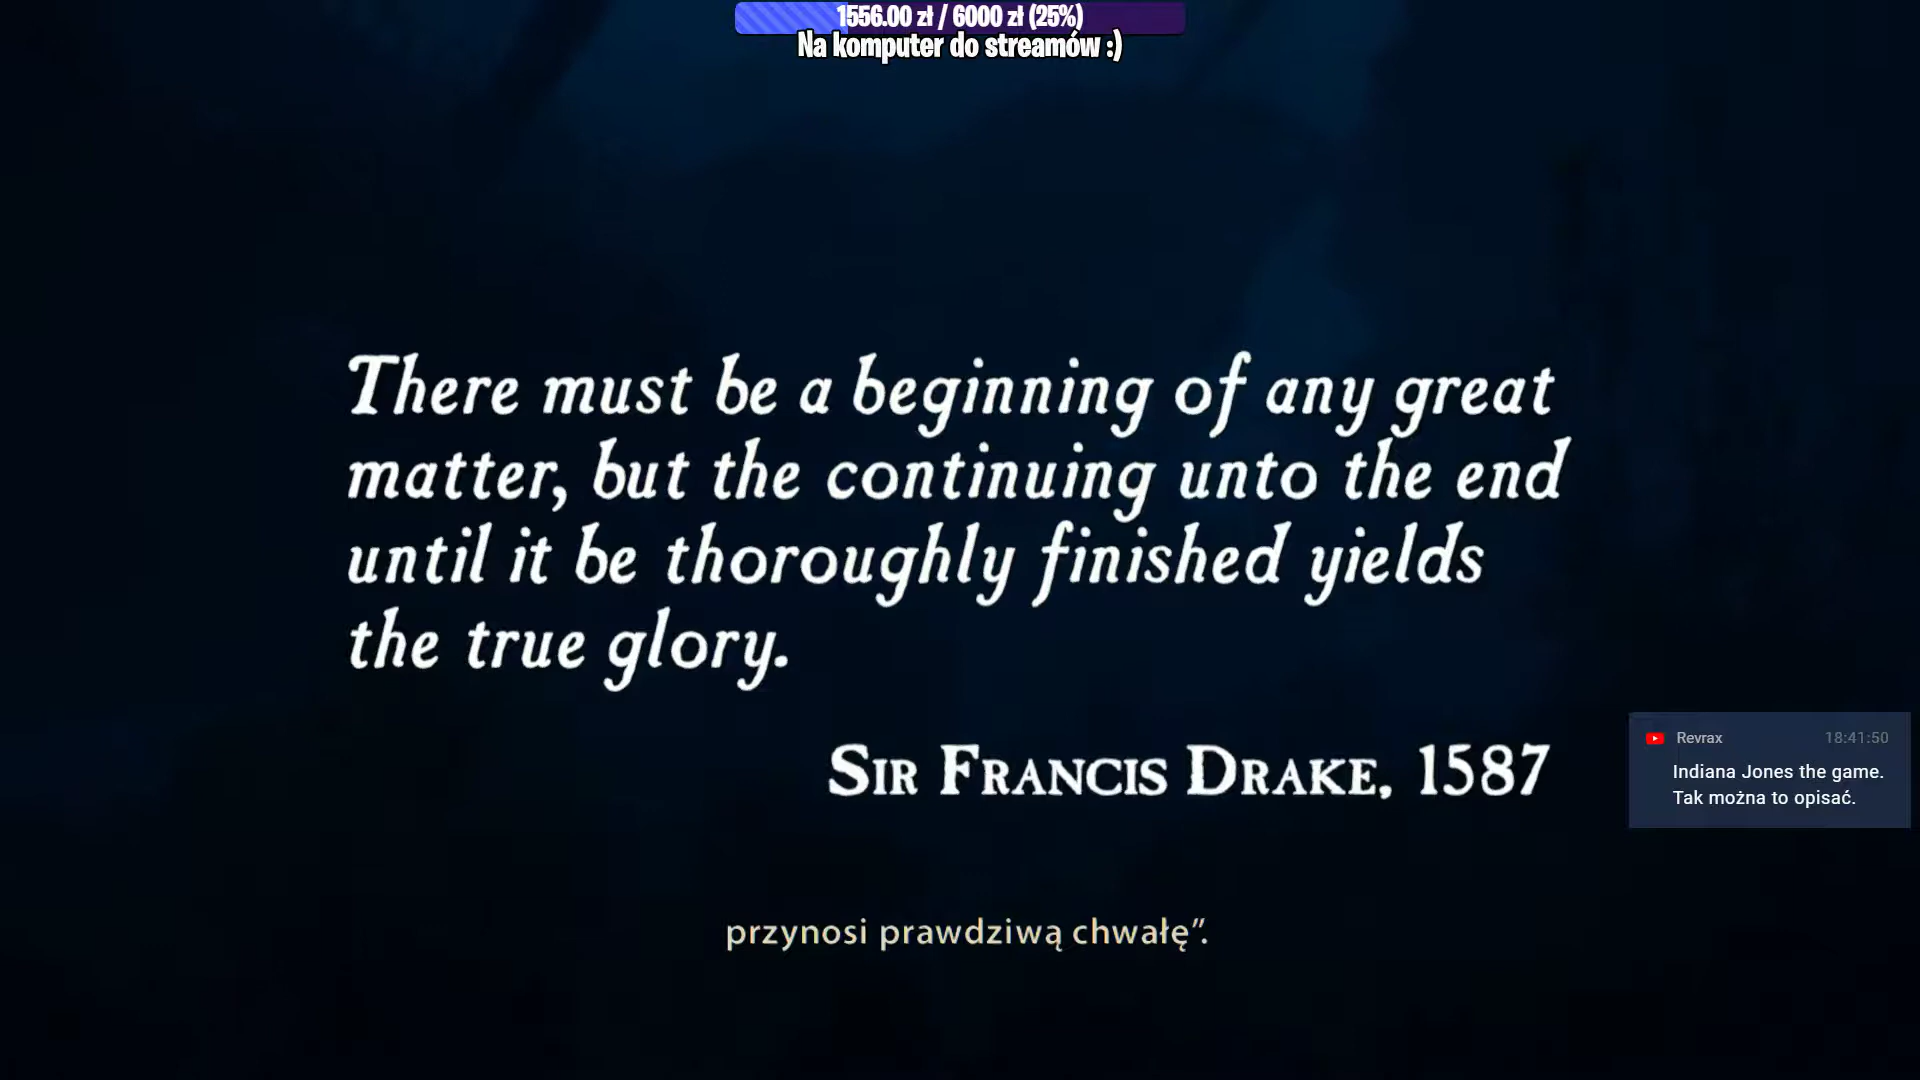 1556.00 zł / 6000 zł (25%)
Na komputer do streamów :)
There must be a beginning of any great
matter, but the continuing unto the end
until it be thoroughly finished yields
the true glory.
Sir Francis Drake, 1587
Revrax 18:41:50
Indiana Jones the game.
Tak można to opisać.
przynosi prawdziwą chwałę”.